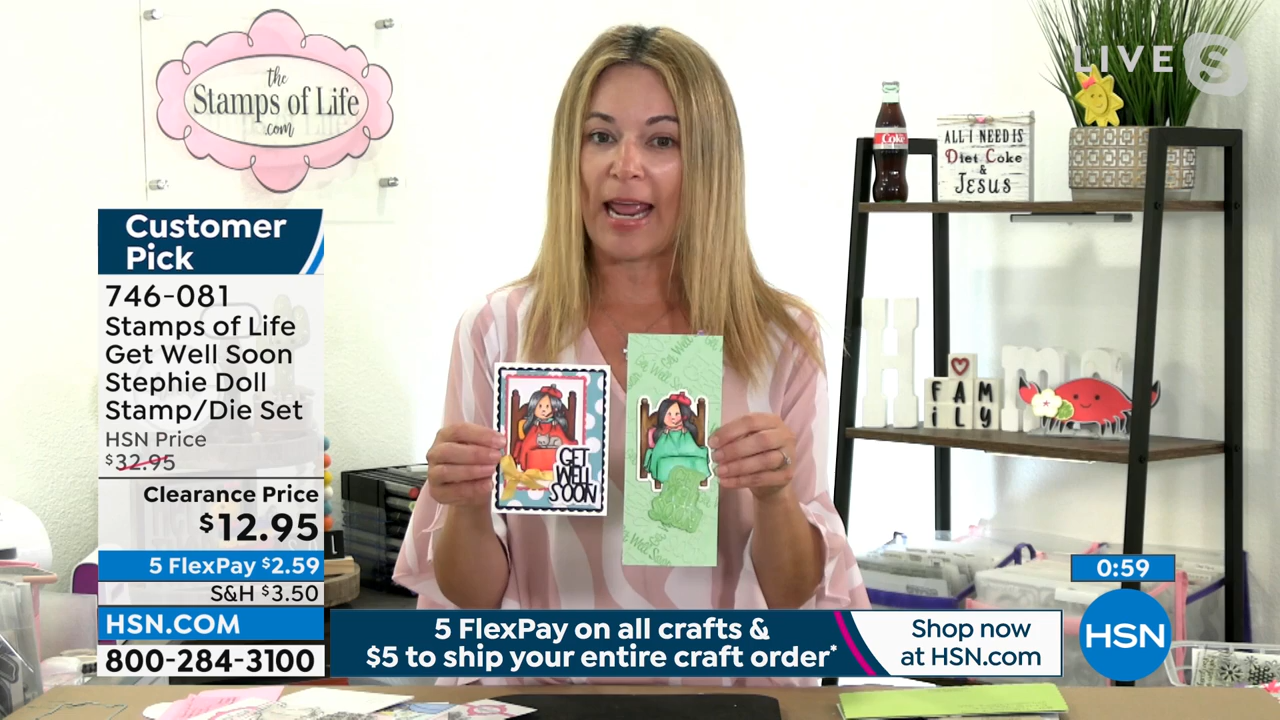 the
Stamps of Life
.com
LIVE S
Coke
ALL I NEED IS
Diet Coke
&
JESUS
Customer
Pick
746-081
Stamps of Life
Get Well Soon
Stephie Doll
Stamp/Die Set
HSN Price
$32.95
Clearance Price
$12.95
5 FlexPay $2.59
S&H $3.50
HSN.COM
800-284-3100
GET
WELL
SOON
Get Well
H me
FAM
iLY
0:59
5 FlexPay on all crafts &
$5 to ship your entire craft order*
Shop now
at HSN.com
HSN